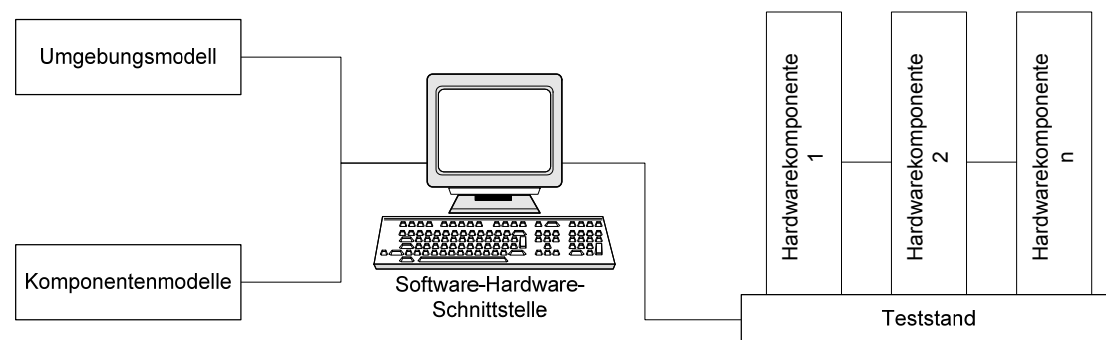 Umgebungsmodell
Komponentenmodelle
Software-Hardware-
Schnittstelle
Hardwarekomponente
1
Hardwarekomponente
2
Hardwarekomponente
n
Teststand